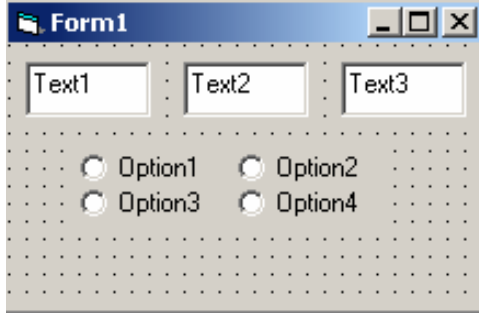 Form1
Text1 Text2 Text3
Option1 Option2
Option3 Option4